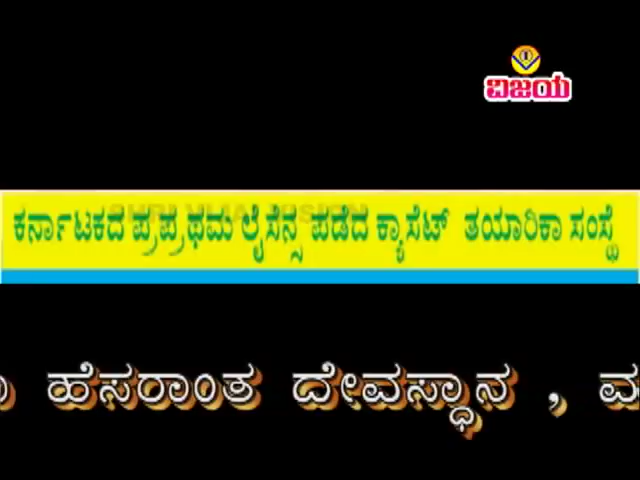 ವಿಜಯ
ಕರ್ನಾಟಕದ ಪ್ರಪ್ರಥಮ ಲೈಸೆನ್ಸ ಪಡೆದ ಕ್ಯಾಸೆಟ್ ತಯಾರಿಕಾ ಸಂಸ್ಥೆ
ಹೆಸರಾಂತ ದೇವಸ್ಥಾನ ,